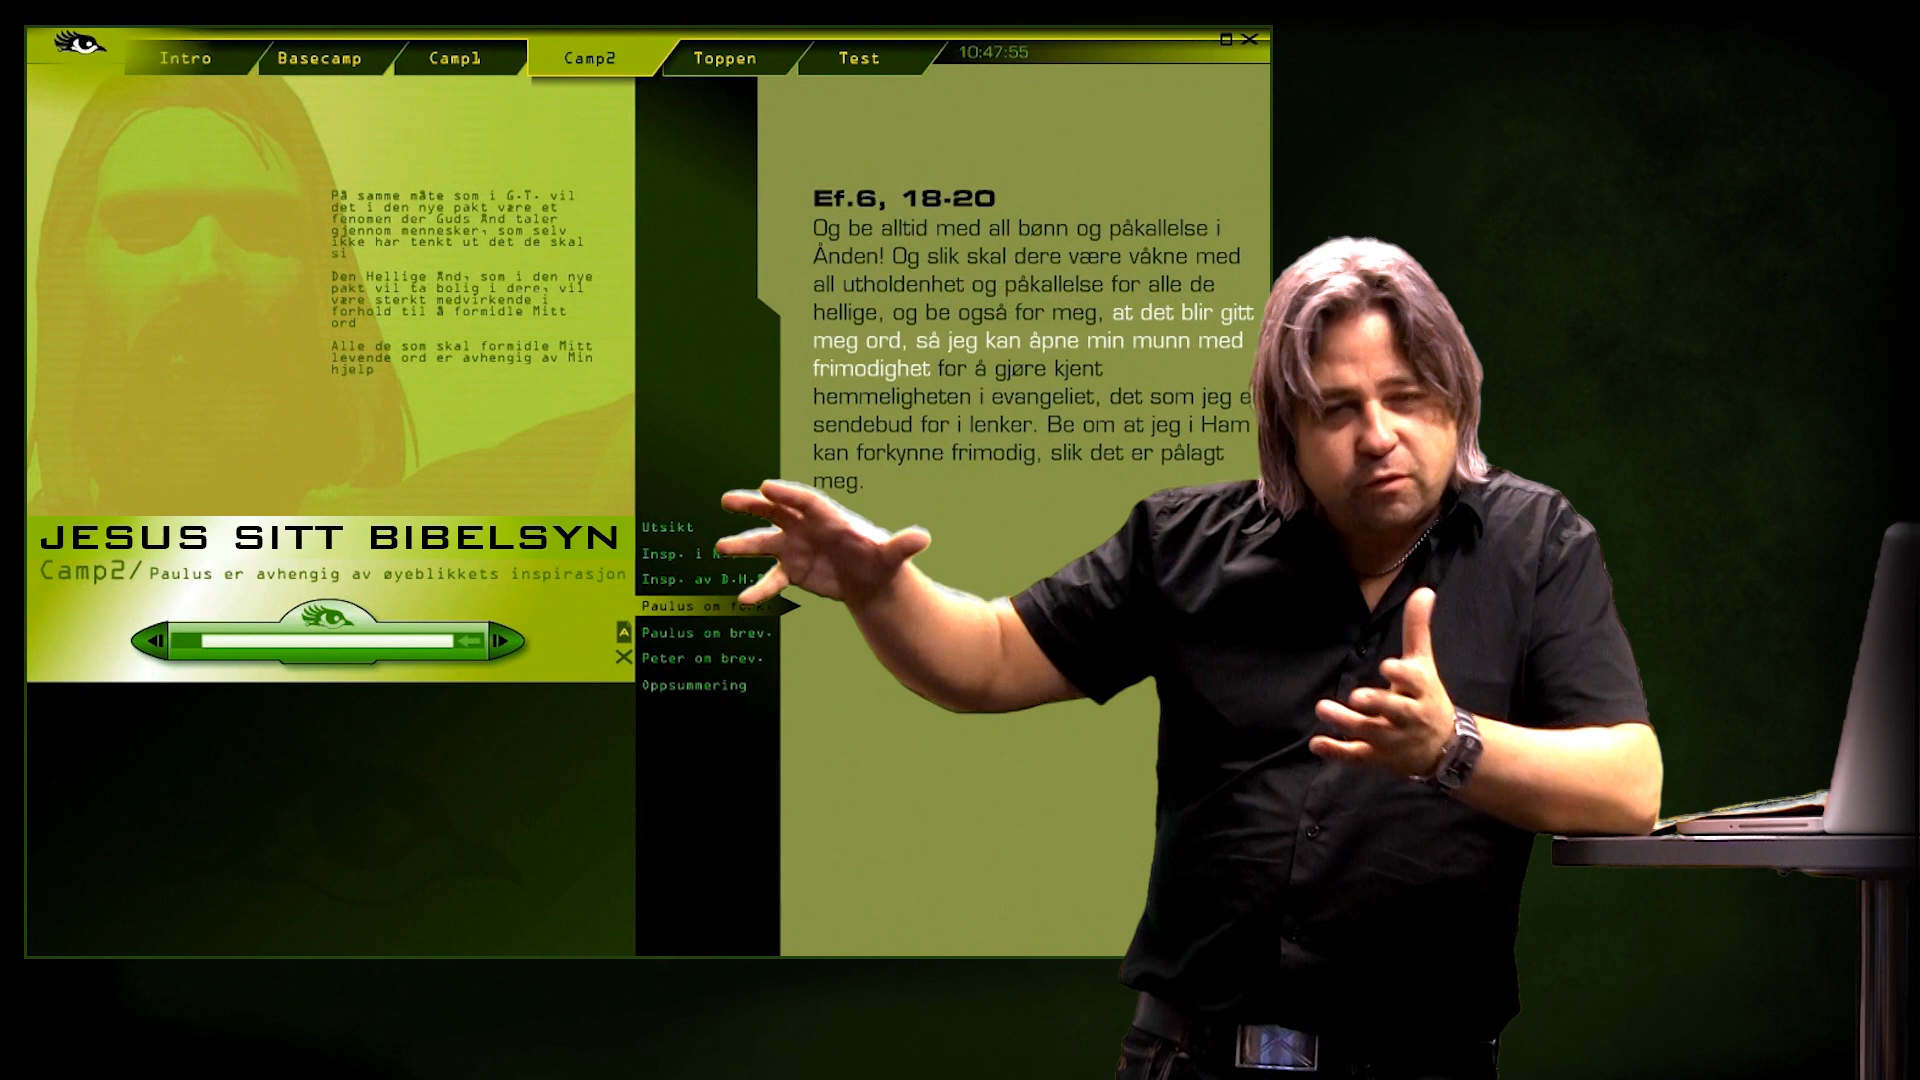 Intro
Basecamp
Camp1
Camp2
Toppen
Test
10:47:55
På samme måte som i G.T. vil
det i den nye pakt være et
fenomen der Guds Ånd taler
gjennom mennesker, som selv
ikke har tenkt ut det de skal
si
Den Hellige Ånd, som i den nye
pakt vil ta bolig i dere, vil
være sterkt medvirkende i
forhold til å formidle Mitt
ord
Alle de som skal formidle Mitt
levende ord er avhengig av Min
hjelp
JESUS SITT BIBELSYN
Camp2/Paulus er avhengig av øyeblikkets inspirasjon
A
X
Utsikt
Insp. i
Insp. av D.H.
Paulus om
Paulus om brev.
Peter om brev.
Oppsummering
Ef.6, 18-20
Og be alltid med all bønn og påkallelse i
Ånden! Og slik skal dere være våkne med
all utholdenhet og påkallelse for alle de
hellige, og be også for meg, at det blir gitt
meg ord, så jeg kan åpne min munn med
frimodighet for å gjøre kjent
hemmeligheten i evangeliet, det som jeg
sendebud for i lenker. Be om at jeg i Ham
kan forkynne frimodig, slik det er pålagt
meg.